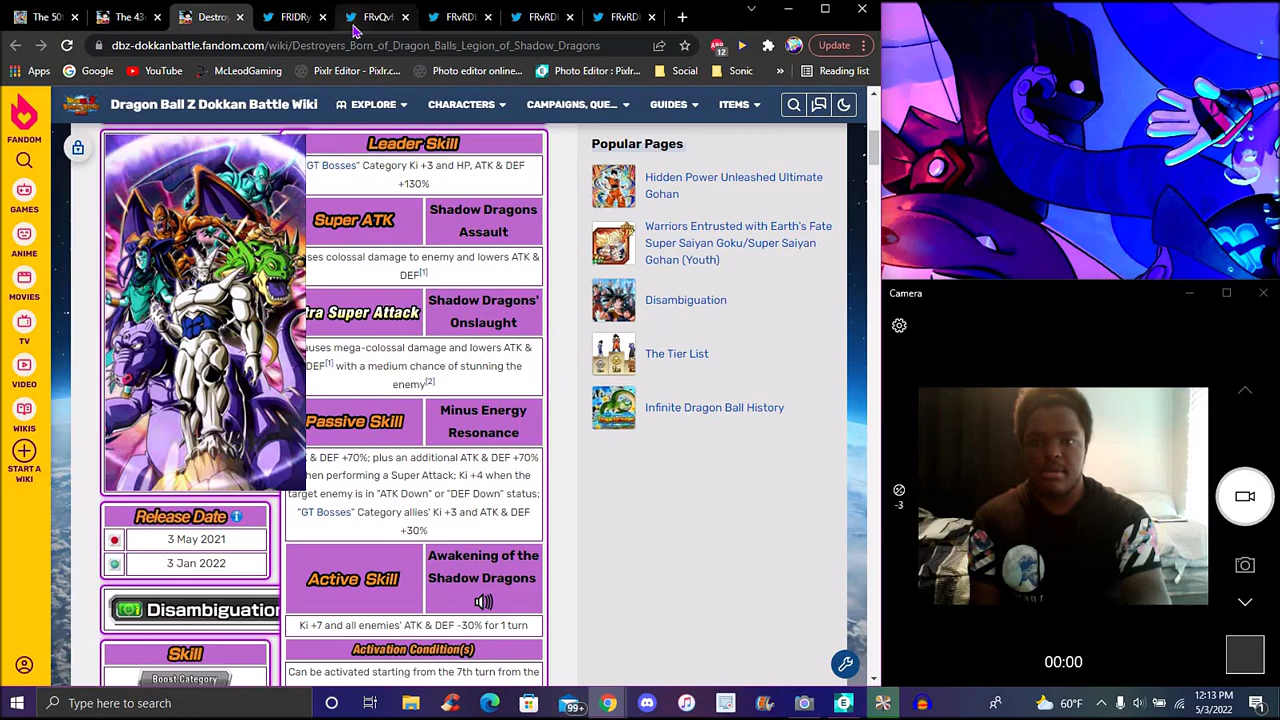 The 50
The 43
Destroy
FRIDRy
FRvQvf
FRvRDI
FRvRDI
FRvRDI
dbz-dokkanbattle.fandom.com/wiki/Destroyers_Born_of_Dragon_Balls_Legion_of_Shadow_Dragons
12
Update
Apps
Google
YouTube
McLeodGaming
Pixlr Editor - Pixlr.c...
Photo editor online...
Photo Editor : Pixlr...
Social
Sonic
Reading list
FANDOM
GAMES
ANIME
MOVIES
TV
VIDEO
WIKIS
START A
WIKI
Dragon Ball Z Dokkan Battle Wiki
EXPLORE
CHARACTERS
CAMPAIGNS, QUE...
GUIDES
ITEMS
Leader Skill
GT Bosses" Category Ki +3 and HP, ATK & DEF
+130%
Super ATK
Shadow Dragons
Assault
ses colossal damage to enemy and lowers ATK &
DEF[1]
tra Super Attack
Shadow Dragons'
Onslaught
uses mega-colossal damage and lowers ATK &
DEF[1] with a medium chance of stunning the
enemy[2]
Passive Skill
Minus Energy
Resonance
& DEF +70%; plus an additional ATK & DEF +70%
hen performing a Super Attack; Ki +4 when the
target enemy is in "ATK Down" or "DEF Down" status;
"GT Bosses" Category allies' Ki +3 and ATK & DEF
+30%
Active Skill
Awakening of the
Shadow Dragons
Ki +7 and all enemies' ATK & DEF -30% for 1 turn
Activation Condition(s)
Can be activated starting from the 7th turn from the
Release Date
3 May 2021
3 Jan 2022
Disambiguation
Skill
Boost Category
Popular Pages
Hidden Power Unleashed Ultimate
Gohan
Warriors Entrusted with Earth's Fate
Super Saiyan Goku/Super Saiyan
Gohan (Youth)
Disambiguation
The Tier List
Infinite Dragon Ball History
Camera
-3
00:00
Type here to search
99+
60°F
12:13 PM
5/3/2022